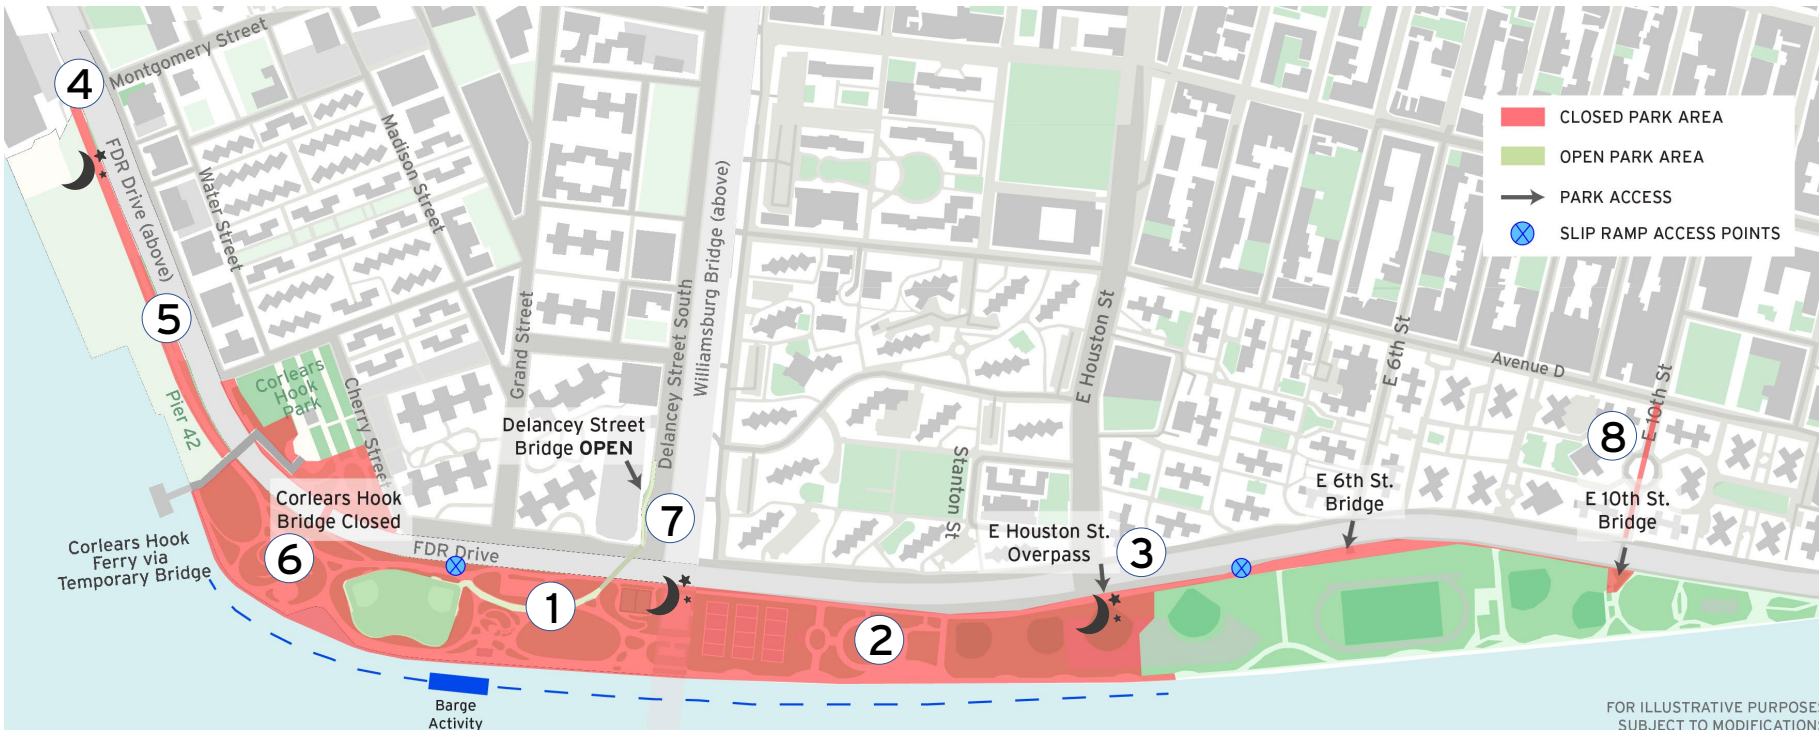 4
Montgomery Street
FDR Drive (above)
Water Street
Madison Street
5
Pier 42
Corlears
Hook
Park
Cherry Street
Grand Street
Delancey Street South
Williamsburg Bridge (above)
Delancey Street
Bridge OPEN
7
Corlears Hook
Bridge Closed
Corlears Hook
Ferry via
Temporary Bridge
6
FDR Drive
1
2
Barge
Activity
Stanton St
E Houston St
E Houston St.
Overpass
3
E 6th St
E 6th St.
Bridge
Avenue D
E 10th St
8
E 10th St.
Bridge
CLOSED PARK AREA
OPEN PARK AREA
PARK ACCESS
SLIP RAMP ACCESS POINTS
FOR ILLUSTRATIVE PURPOSES
SUBJECT TO MODIFICATIONS